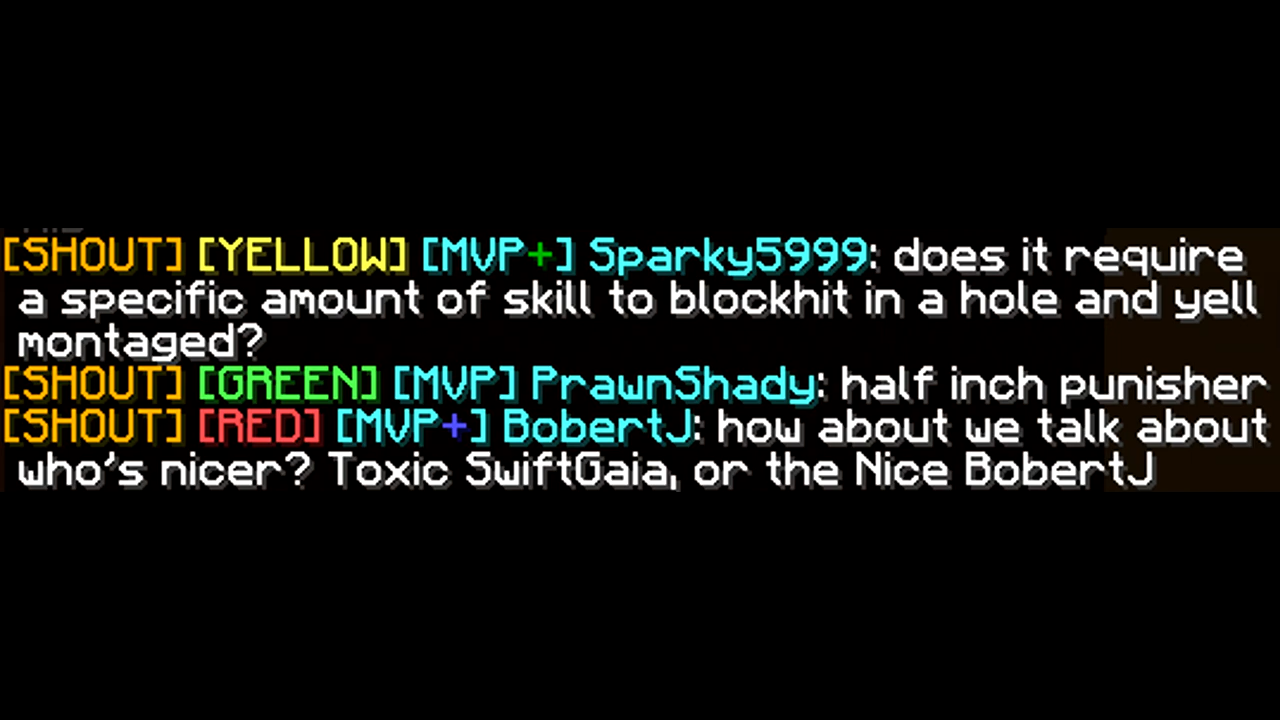 [SHOUT] [YELLOW] [MVP+] Sparky5999: does it require
a specific amount of skill to blockhit in a hole and yell
montaged?
[SHOUT] [GREEN] [MVP] PrawnShady: half inch punisher
[SHOUT] [RED] [MVP+] BobertJ: how about we talk about
who's nicer? Toxic SwiftGaia, or the Nice BobertJ